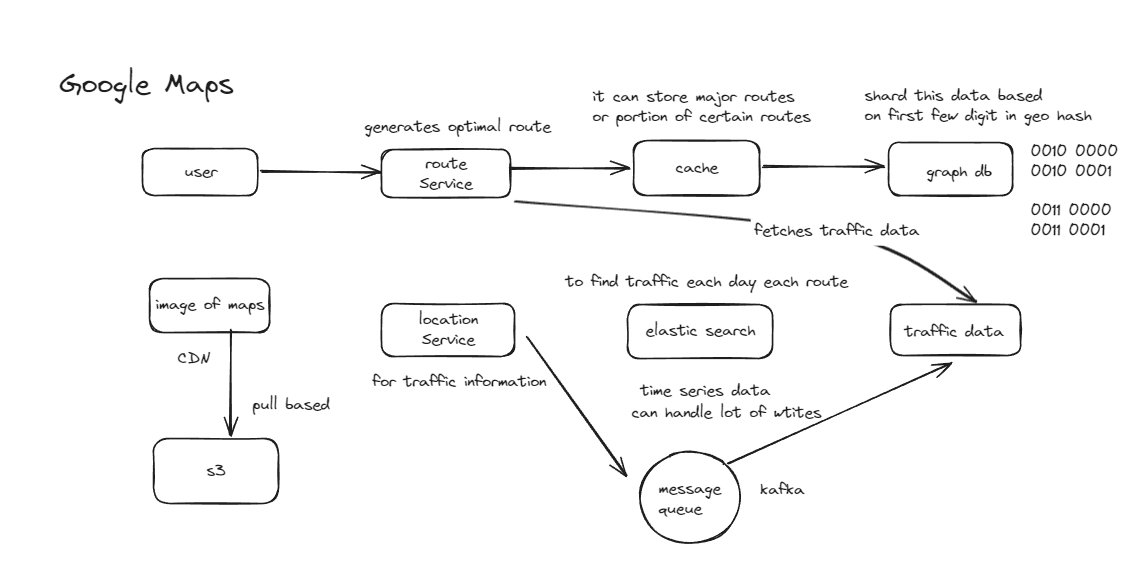 Google Maps
it can store major routes
or portion of certain routes
shard this data based
on first few digit in geo hash
generates optimal route
user
route
Service
cache
graph db
0010 0000
0010 0001
0011 0000
0011 0001
fetches traffic data
to find traffic each day each route
image of maps
location
Service
elastic search
traffic data
CDN
for traffic information
pull based
time series data
can handle lot of wtites
s3
message
queue
kafka